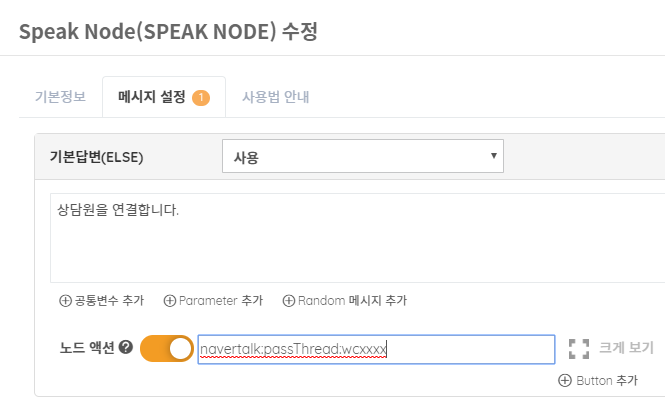 Speak Node(SPEAK NODE) 수정
기본정보 메시지 설정 1 사용법 안내
기본답변(ELSE) 사용
상담원을 연결합니다.
공통변수 추가 Parameter 추가 Random 메시지 추가
노드 액션 ? navertalk:passThread:wcxxxx 크게 보기
Button 추가